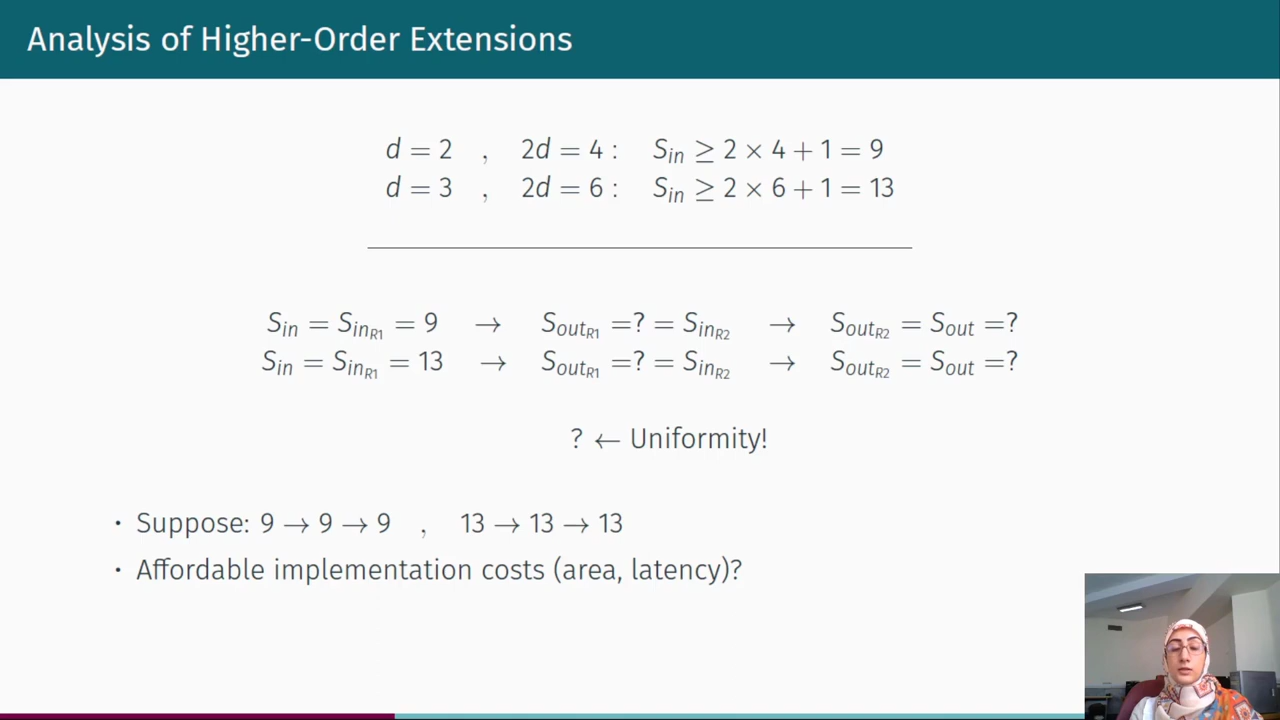 Analysis of Higher-Order Extensions
d = 2 , 2d = 4 : S_in ≥ 2 × 4 + 1 = 9
d = 3 , 2d = 6 : S_in ≥ 2 × 6 + 1 = 13
S_in = S_in_R1 = 9 → S_out_R1 =? = S_in_R2 → S_out_R2 = S_out =?
S_in = S_in_R1 = 13 → S_out_R1 =? = S_in_R2 → S_out_R2 = S_out =?
? ← Uniformity!
· Suppose: 9 → 9 → 9 , 13 → 13 → 13
· Affordable implementation costs (area, latency)?